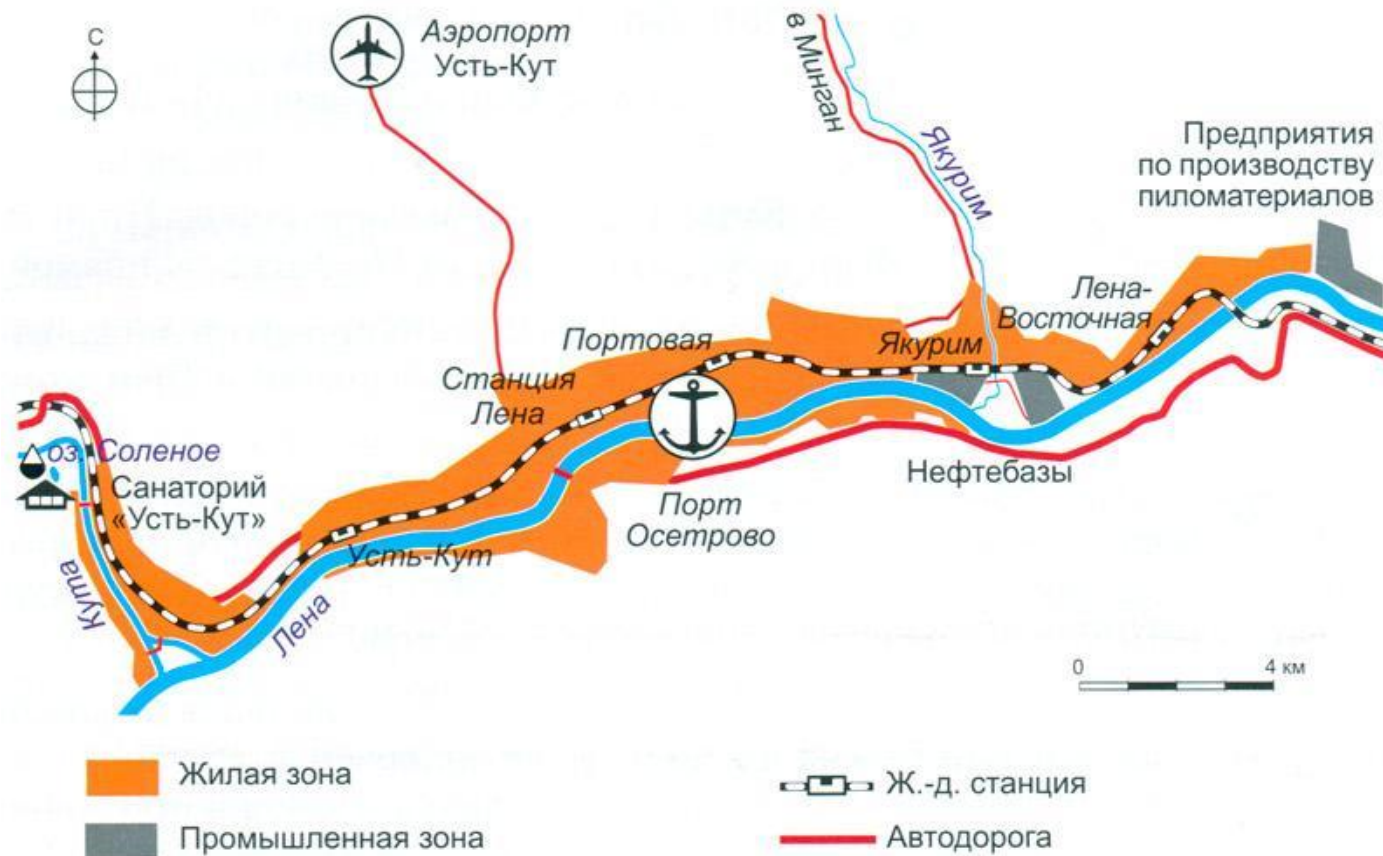 С
Аэропорт
Усть-Кут
в Минган
Якурим
Предприятия
по производству
пиломатериалов
Лена-
Восточная
Портовая
Якурим
Станция
Лена
оз. Соленое
Санаторий
«Усть-Кут»
Нефтебазы
Порт
Осетрово
Усть-Кут
Кута
Лена
0 4 км
Жилая зона
Ж.-д. станция
Промышленная зона
Автодорога